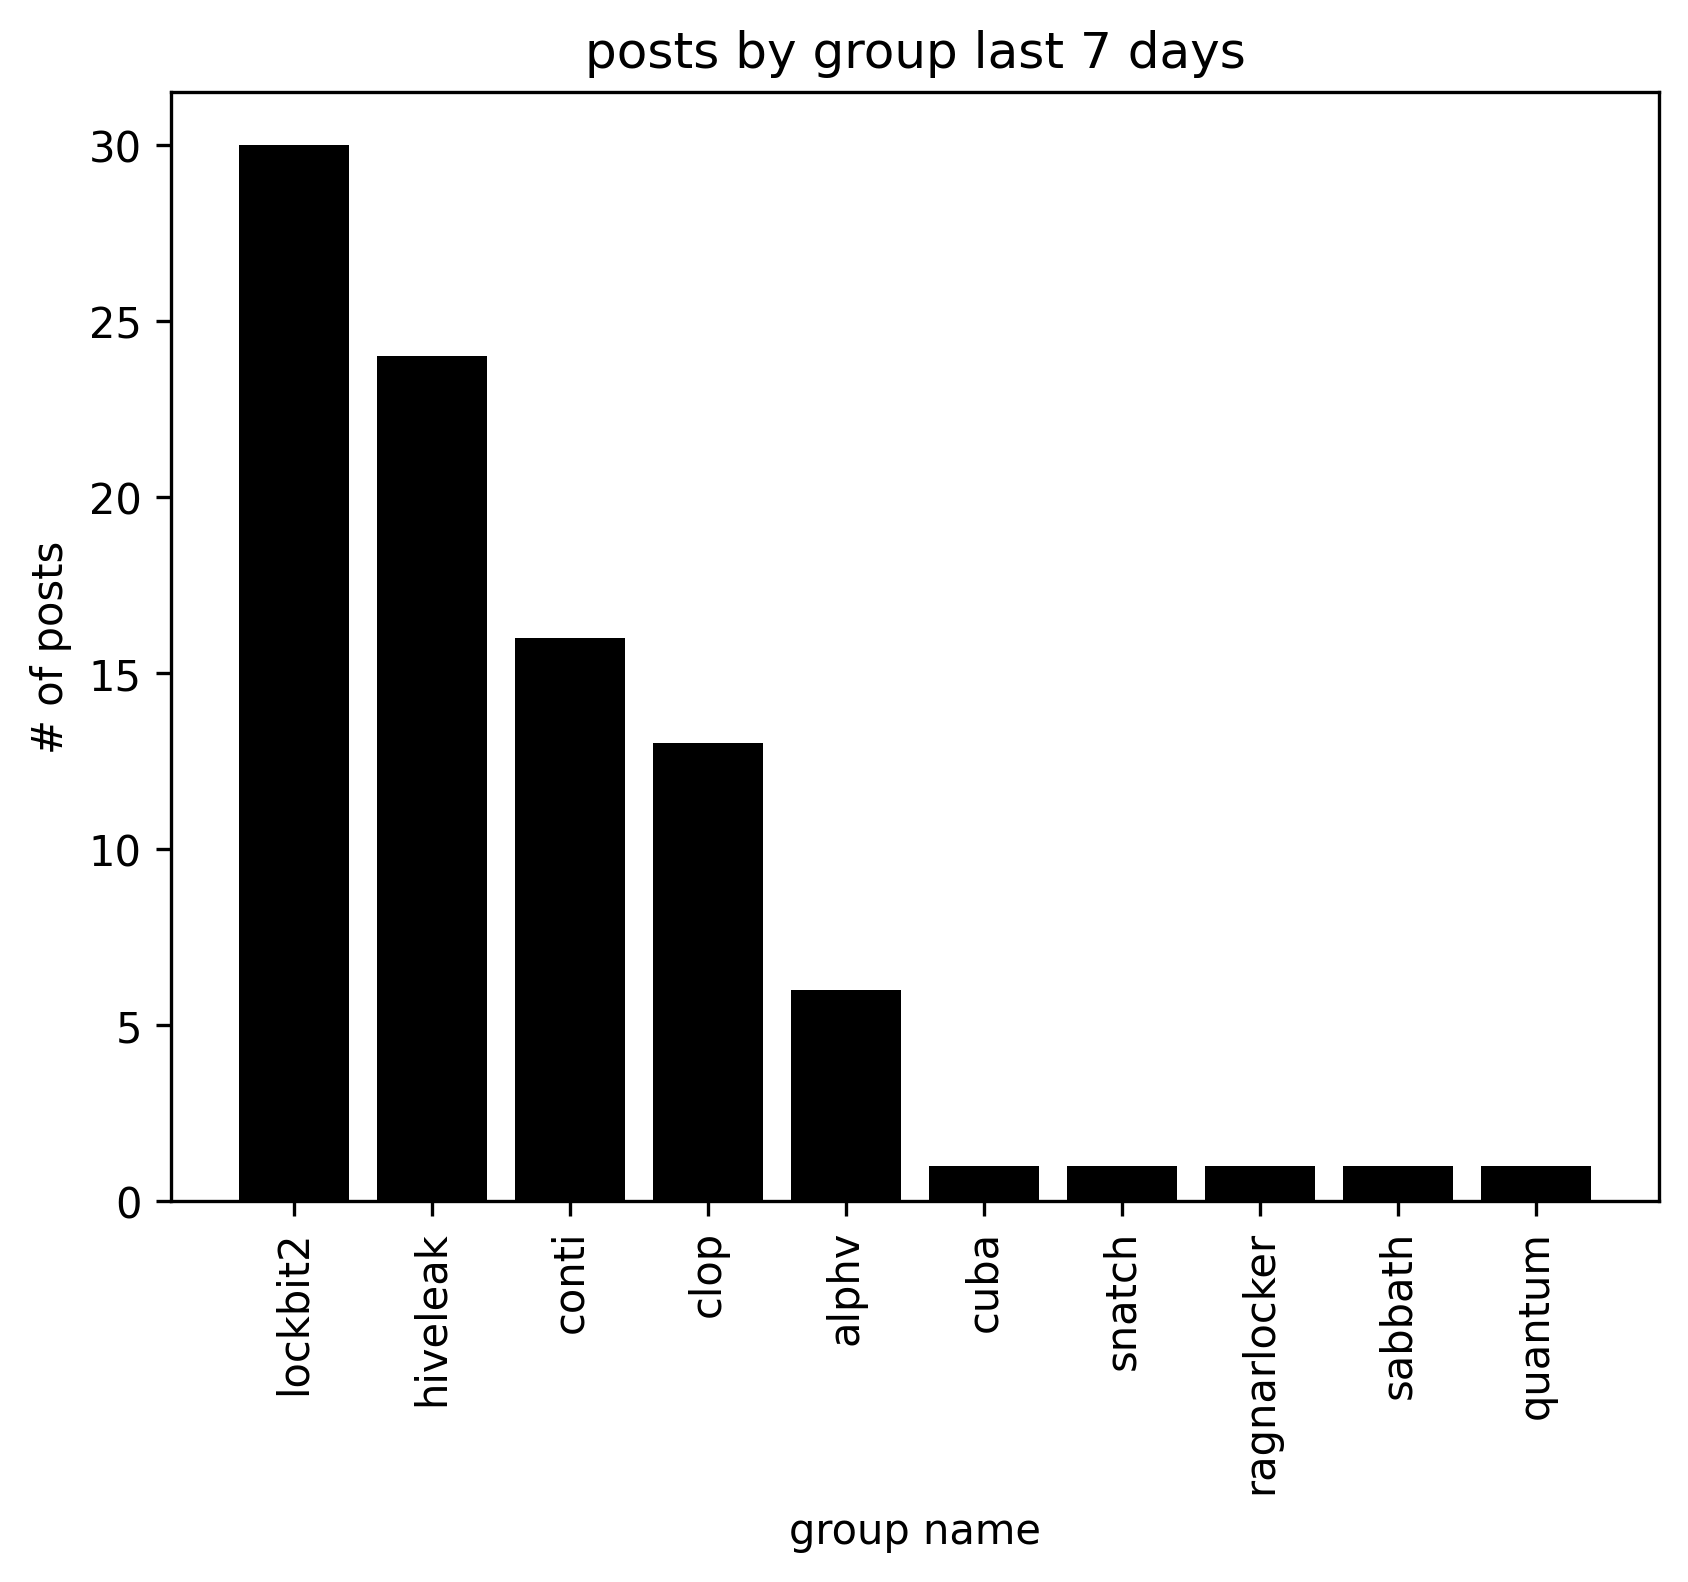 posts by group last 7 days
30
25
20
15
10
5
0
# of posts
lockbit2
hiveleak
conti
clop
alphv
cuba
snatch
ragnarlocker
sabbath
quantum
group name